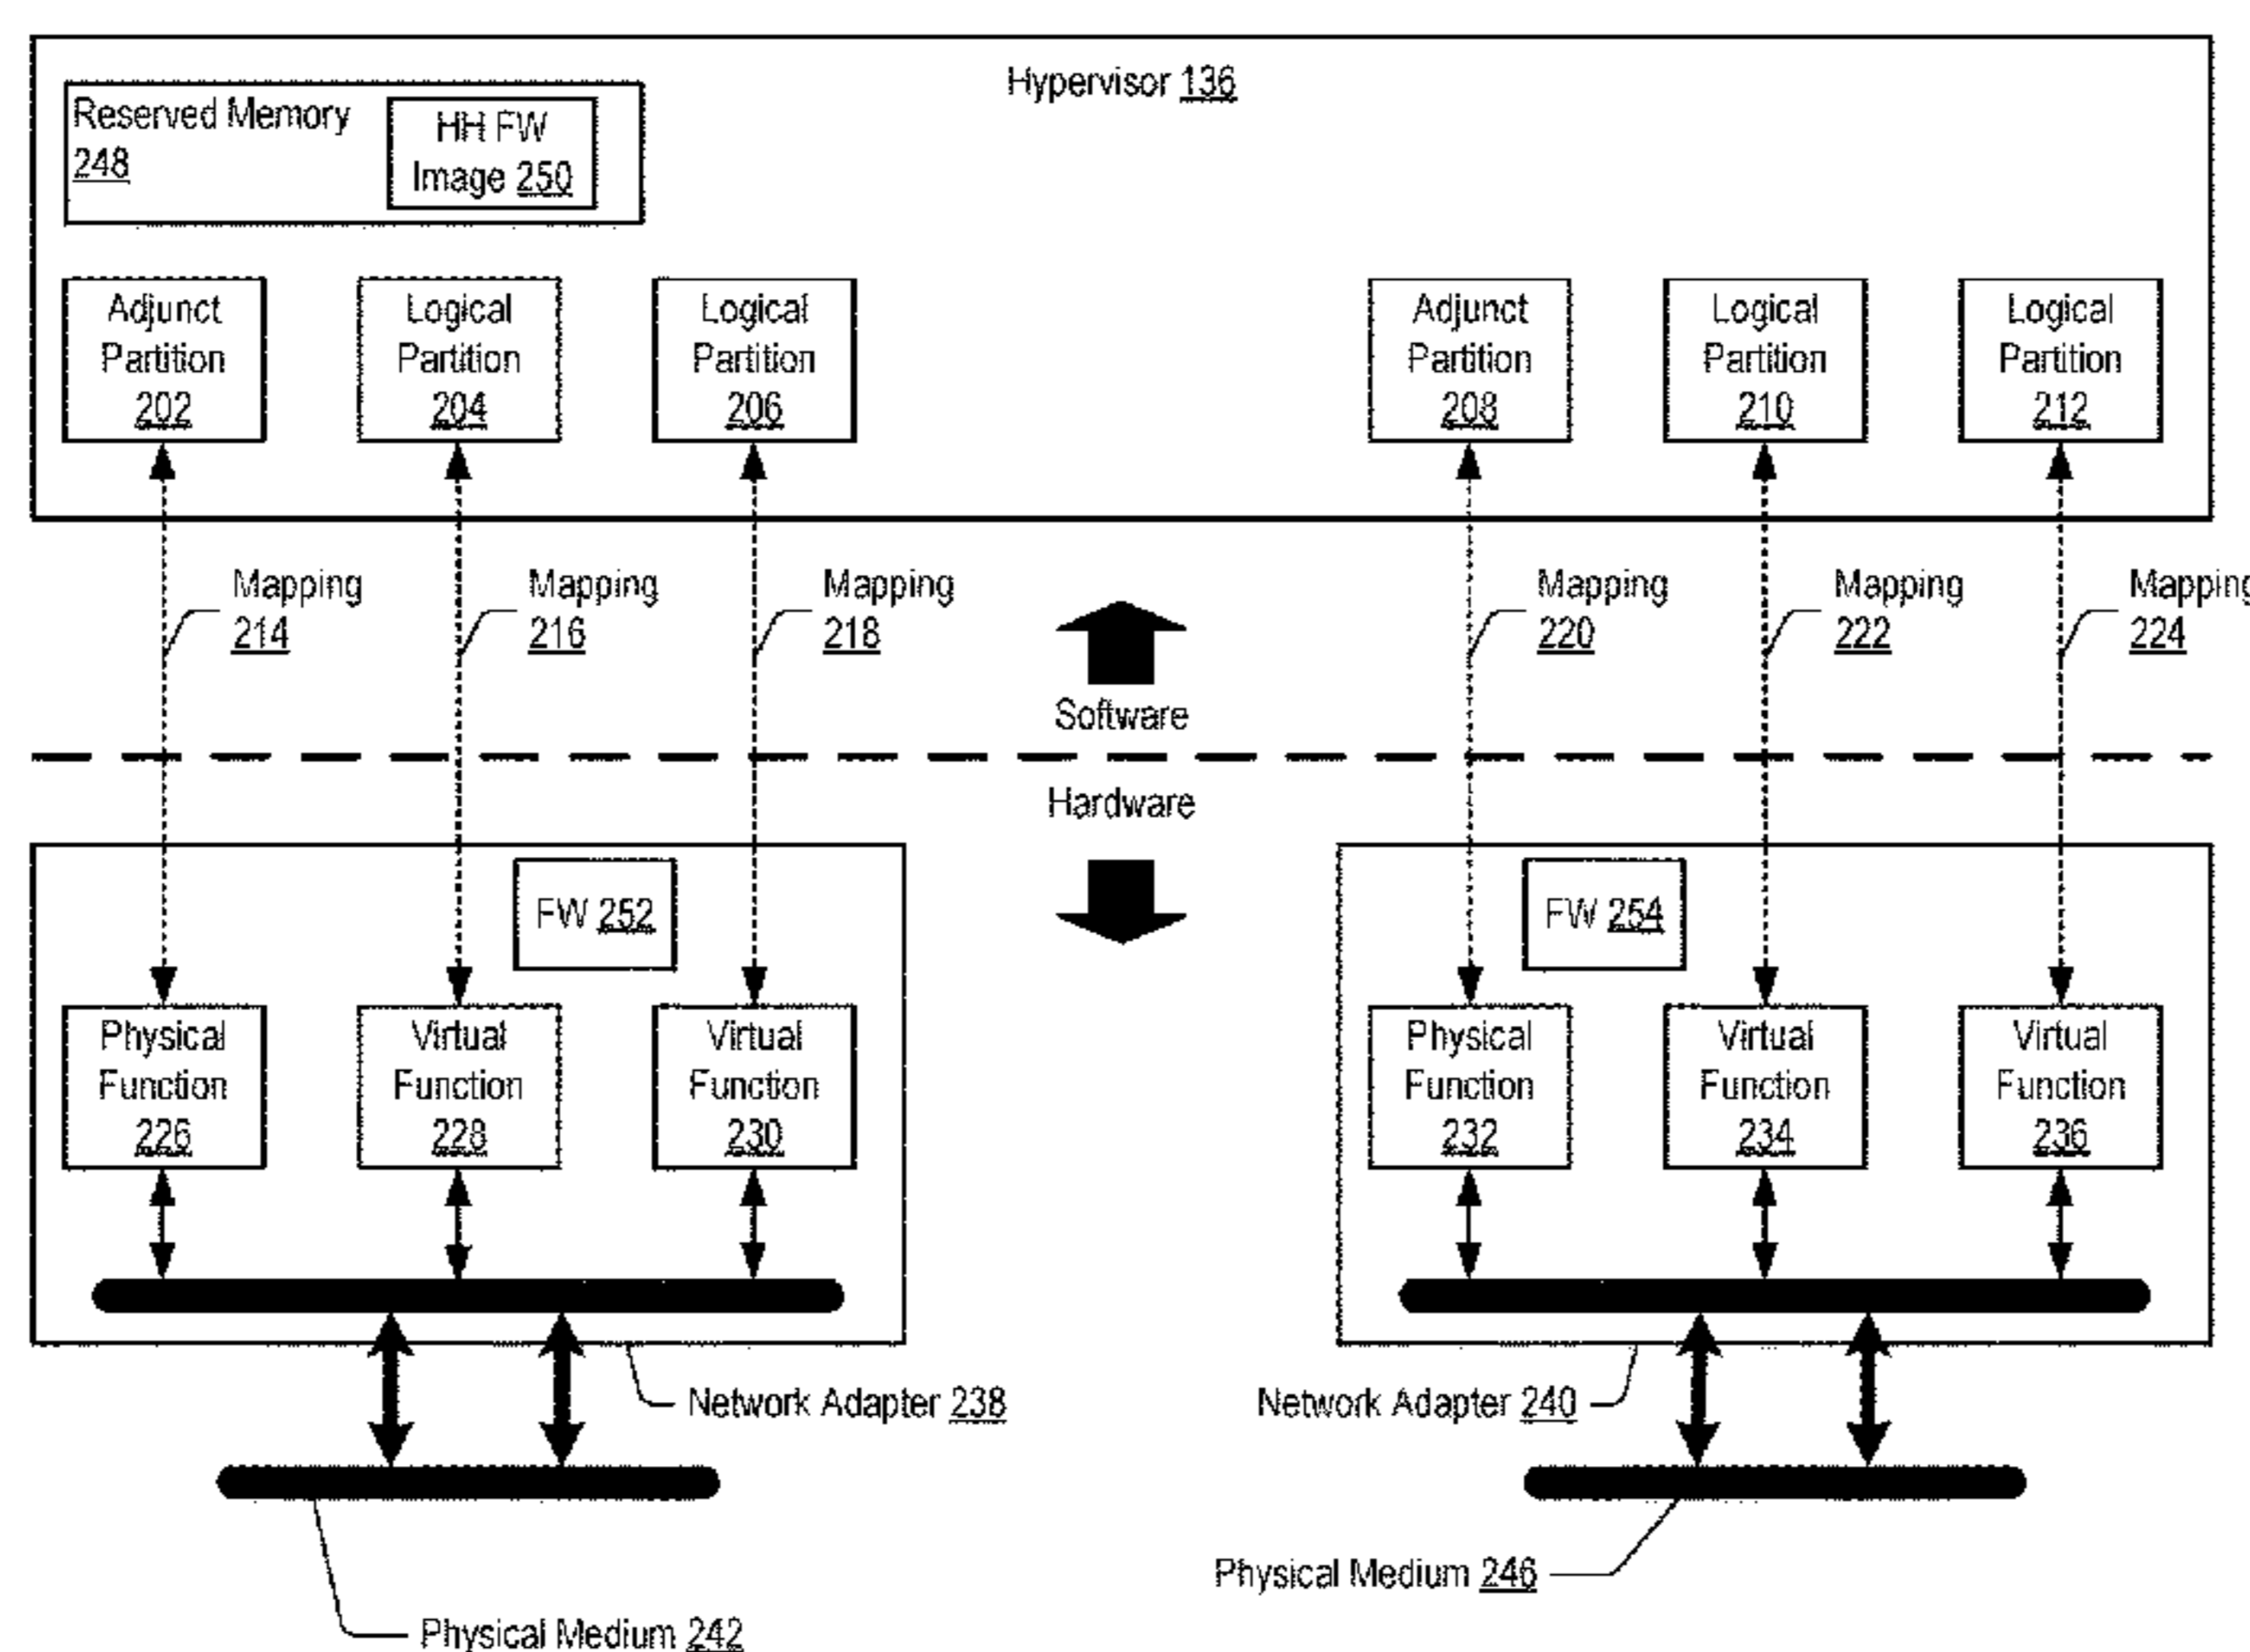 Hypervisor 136
Reserved Memory
248
HH FW
Image 250
Adjunct
Partition
202
Logical
Partition
204
Logical
Partition
206
Adjunct
Partition
208
Logical
Partition
210
Logical
Partition
212
Mapping
214
Mapping
216
Mapping
218
Mapping
220
Mapping
222
Mapping
224
Software
Hardware
FW 252
FW 254
Physical
Function
226
Virtual
Function
228
Virtual
Function
230
Physical
Function
232
Virtual
Function
234
Virtual
Function
236
Network Adapter 238
Network Adapter 240
Physical Medium 246
Physical Medium 242